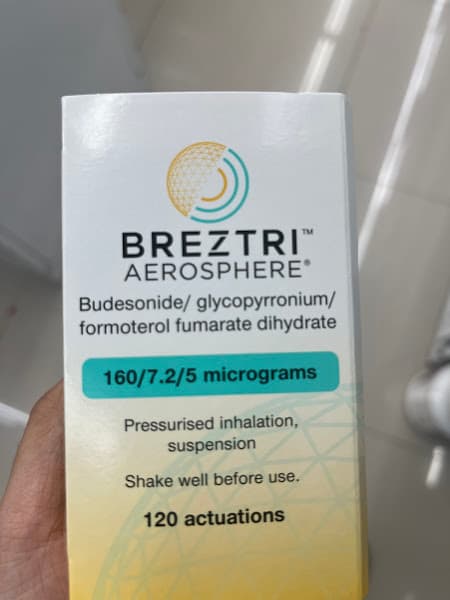 BREZTRI™
AEROSPHERE®
Budesonide/ glycopyrronium/
formoterol fumarate dihydrate
160/7.2/5 micrograms
Pressurised inhalation,
suspension
Shake well before use.
120 actuations